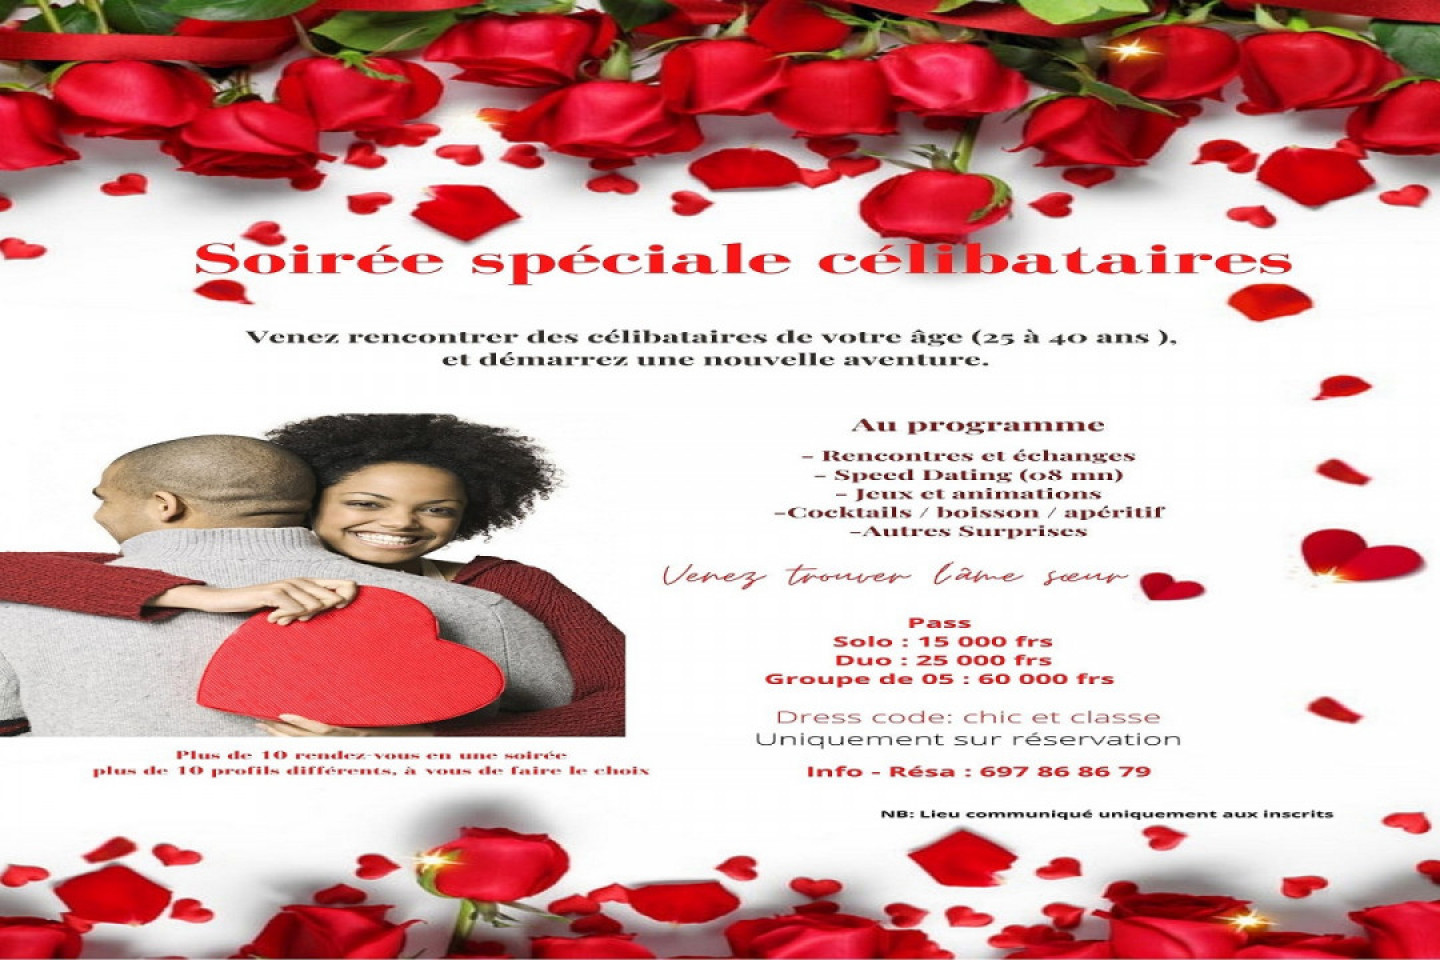 Soirée spéciale célibataires
Venez rencontrer des célibataires de votre âge (25 à 40 ans ),
et démarrez une nouvelle aventure.
Au programme
- Rencontres et échanges
- Speed Dating (08 mn)
- Jeux et animations
-Cocktails / boisson / apéritif
-Autres Surprises
Venez trouver l'âme sœur
Pass
Solo : 15 000 frs
Duo : 25 000 frs
Groupe de 05 : 60 000 frs
Dress code: chic et classe
Uniquement sur réservation
Info - Résa : 697 86 86 79
Plus de 10 rendez-vous en une soirée
plus de 10 profils différents, à vous de faire le choix
NB: Lieu communiqué uniquement aux inscrits